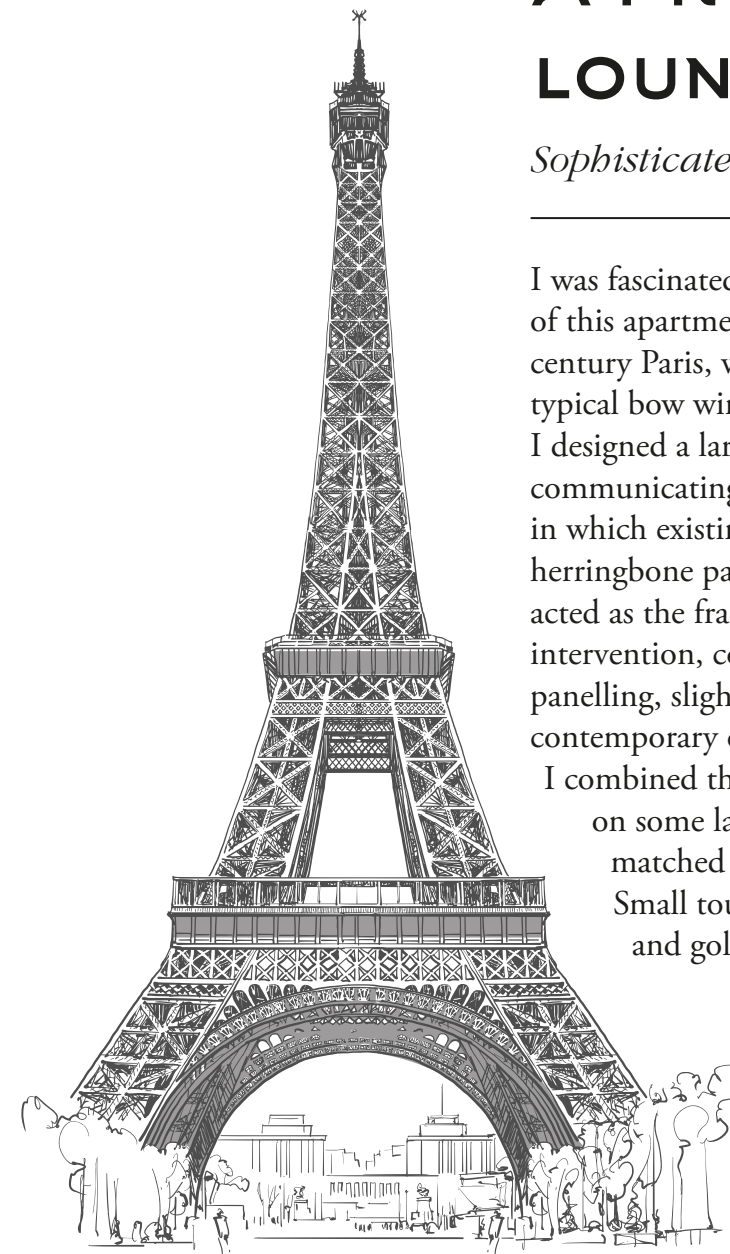 LOUN
Sophisticate
I was fascinated
of this apartme
century Paris, w
typical bow win
I designed a lar
communicating
in which existin
herringbone pa
acted as the fra
intervention, co
panelling, sligh
contemporary c
I combined th
on some la
matched
Small tou
and gol